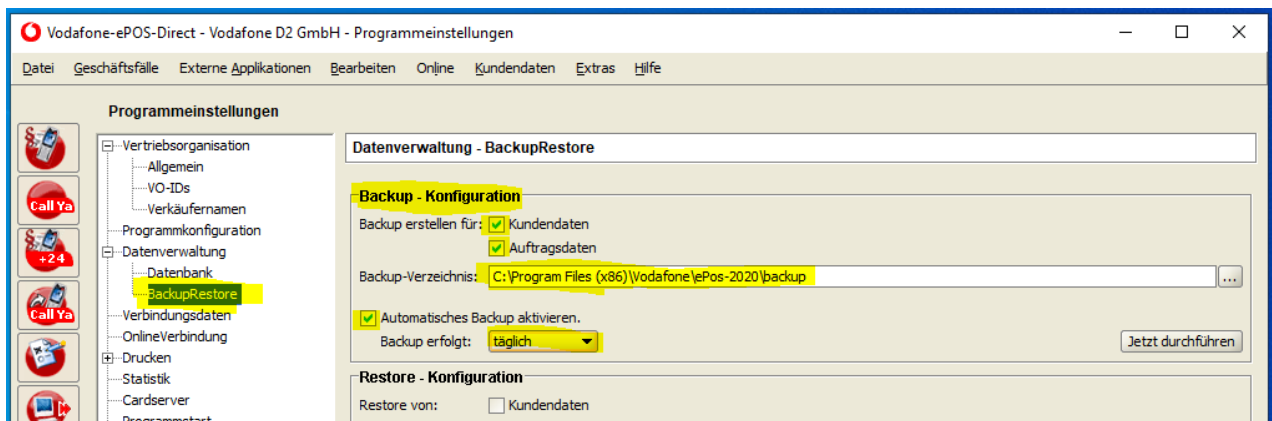 Vodafone-ePOS-Direct - Vodafone D2 GmbH - Programmeinstellungen
Datei Geschäftsfälle Externe Applikationen Bearbeiten Online Kundendaten Extras Hilfe
Programmeinstellungen
Vertriebsorganisation
Allgemein
VO-IDs
Verkäufernamen
Programmkonfiguration
Datenverwaltung
Datenbank
BackupRestore
Verbindungsdaten
OnlineVerbindung
Drucken
Statistik
Cardserver
Programmstart
Call Ya
+24
Call Ya
Datenverwaltung - BackupRestore
Backup - Konfiguration
Backup erstellen für: Kundendaten
Auftragsdaten
Backup-Verzeichnis: C:\Program Files (x86)\Vodafone\ePos-2020\backup ...
Automatisches Backup aktivieren.
Backup erfolgt: täglich Jetzt durchführen
Restore - Konfiguration
Restore von: Kundendaten